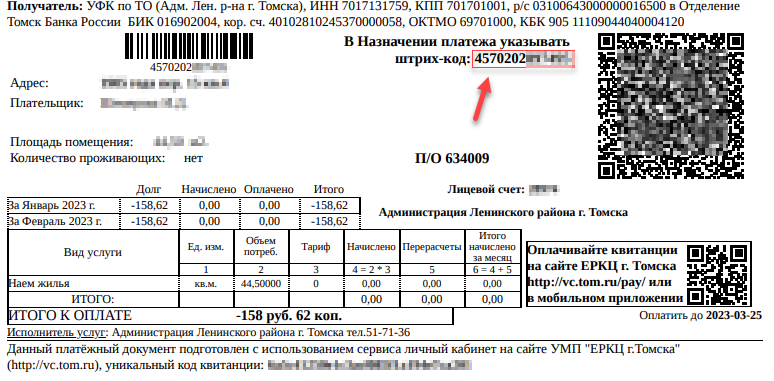 Получатель: УФК по ТО (Адм. Лен. р-на г. Томска), ИНН 7017131759, КПП 701701001, р/с 03100643000000016500 в Отделение
Томск Банка России БИК 016902004, кор. сч. 40102810245370000058, ОКТМО 69701000, КБК 905 11109044040004120
В Назначении платежа указывать
штрих-код: 4570202
4570202
Адрес:
Плательщик:
Площадь помещения:
Количество проживающих: нет
П/О 634009
Долг Начислено Оплачено Итого
Лицевой счет:
За Январь 2023 г. -158,62 0,00 0,00 -158,62
За Февраль 2023 г. -158,62 0,00 0,00 -158,62
Администрация Ленинского района г. Томска
Вид услуги Ед. изм. Объем потреб. Тариф Начислено Перерасчеты Итого начислено за месяц
1 2 3 4 = 2 * 3 5 6 = 4 + 5
Наем жилья кв.м. 44,50000 0 0,00 0,00 0,00
ИТОГО: 0,00 0,00 0,00
Оплачивайте квитанции
на сайте ЕРКЦ г. Томска
http://vc.tom.ru/pay/ или
в мобильном приложении
ИТОГО К ОПЛАТЕ -158 руб. 62 коп.
Оплатить до 2023-03-25
Исполнитель услуг: Администрация Ленинского района г. Томска тел.51-71-36
Данный платёжный документ подготовлен с использованием сервиса личный кабинет на сайте УМП "ЕРКЦ г.Томска"
(http://vc.tom.ru), уникальный код квитанции: